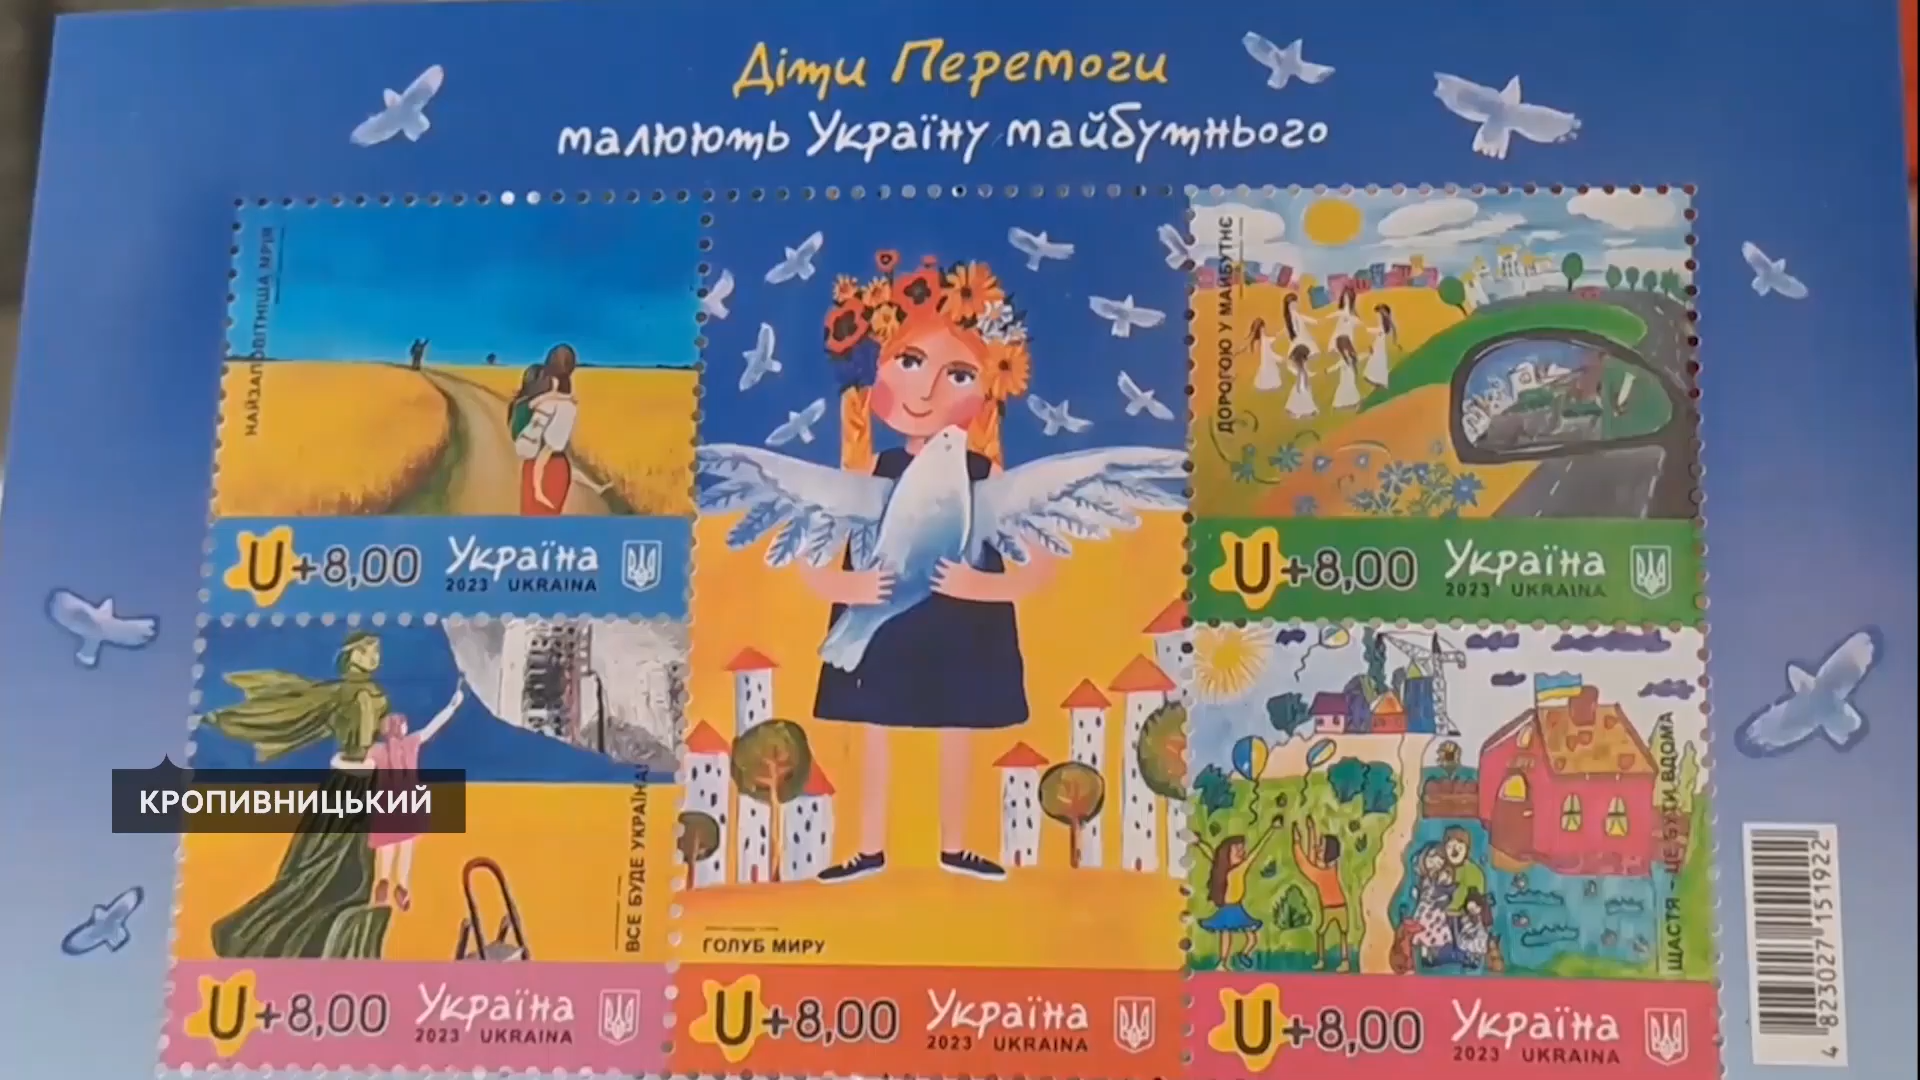 Діти Перемоги
малюють Україну майбутнього
НАЙЗАПОВІТНІША МРІЯ
U+8,00 Україна
2023 UKRAINA
ДОРОГОЮ У МАЙБУТНЄ
U+8,00 Україна
2023 UKRAINA
ВСЕ БУДЕ УКРАЇНА!
U+8,00 Україна
2023 UKRAINA
ГОЛУБ МИРУ
U+8,00 Україна
2023 UKRAINA
ЩАСТЯ - ЦЕ БУТИ ВДОМА
U+8,00 Україна
2023 UKRAINA
КРОПИВНИЦЬКИЙ
4 823027 151922